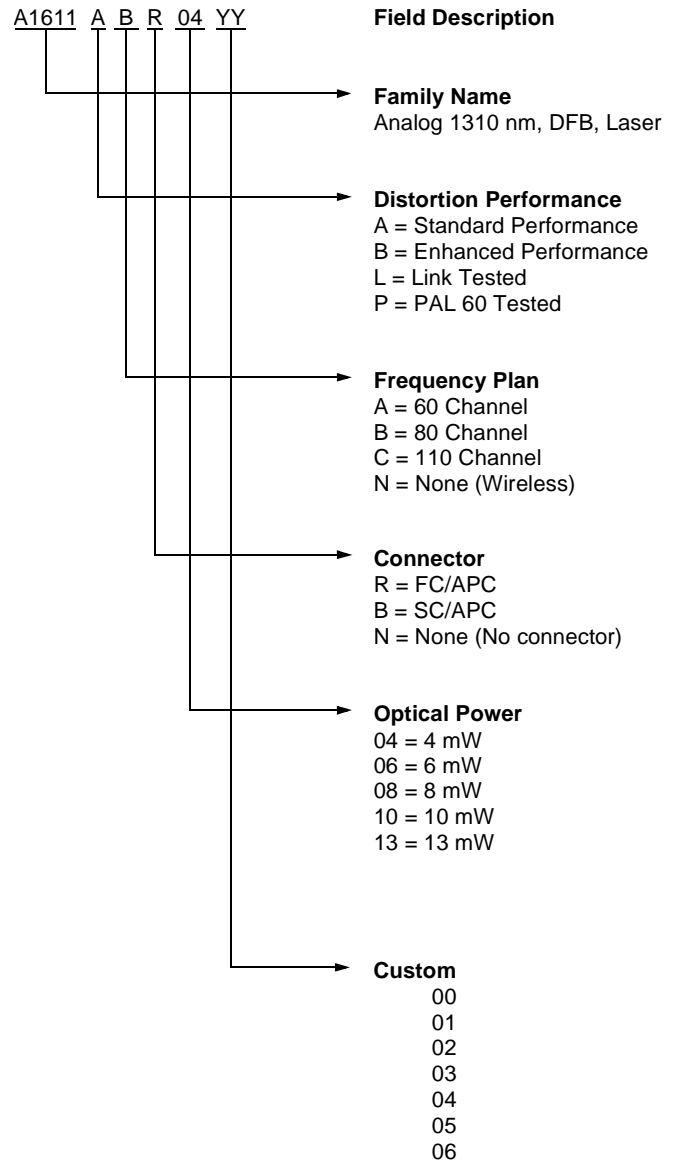 A1611 A B R 04 YY Field Description
Family Name
Analog 1310 nm, DFB, Laser
Distortion Performance
A = Standard Performance
B = Enhanced Performance
L = Link Tested
P = PAL 60 Tested
Frequency Plan
A = 60 Channel
B = 80 Channel
C = 110 Channel
N = None (Wireless)
Connector
R = FC/APC
B = SC/APC
N = None (No connector)
Optical Power
04 = 4 mW
06 = 6 mW
08 = 8 mW
10 = 10 mW
13 = 13 mW
Custom
00
01
02
03
04
05
06